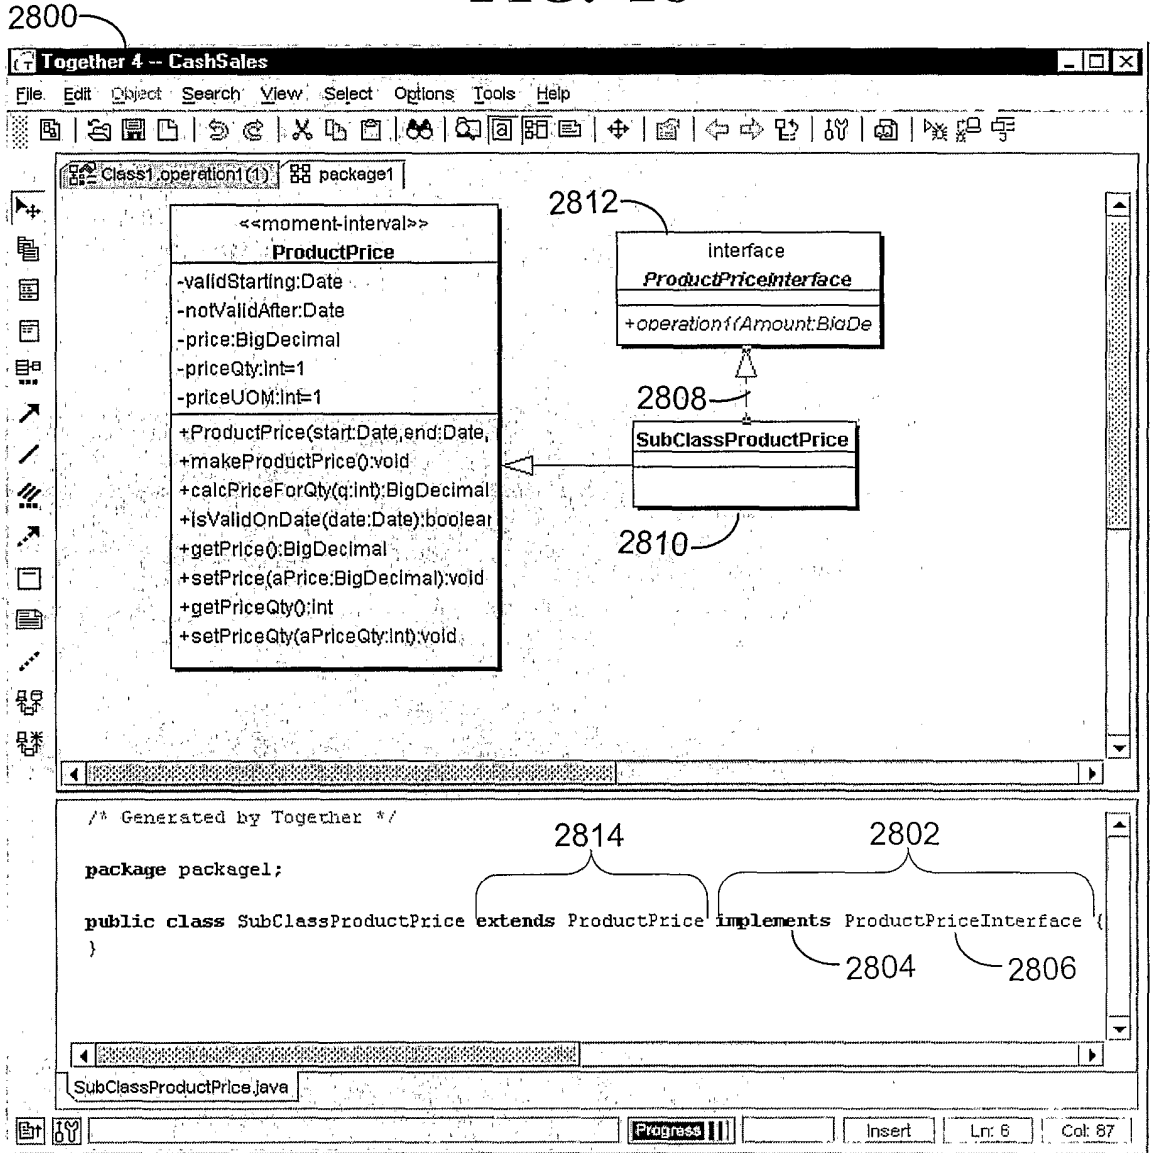 2800
Together 4 -- CashSales
File Edit Object Search View Select Options Tools Help
Class1.operation1(1) package1
<<moment-interval>>
ProductPrice
-validStarting:Date
-notValidAfter:Date
-price:BigDecimal
-priceQty:int=1
-priceUOM:int=1
+ProductPrice(start:Date,end:Date,
+makeProductPrice():void
+calcPriceForQty(q:int):BigDecimal
+isValidOnDate(date:Date):boolear
+getPrice():BigDecimal
+setPrice(aPrice:BigDecimal):void
+getPriceQty():int
+setPriceQty(aPriceQty:int):void
2812
interface
ProductPriceInterface
+operation1(Amount:BigDe
2808
SubClassProductPrice
2810
/* Generated by Together */
2814 2802
package package1;
public class SubClassProductPrice extends ProductPrice implements ProductPriceInterface {
}
2804 2806
SubClassProductPrice.java
Progress Insert Ln: 6 Col: 87